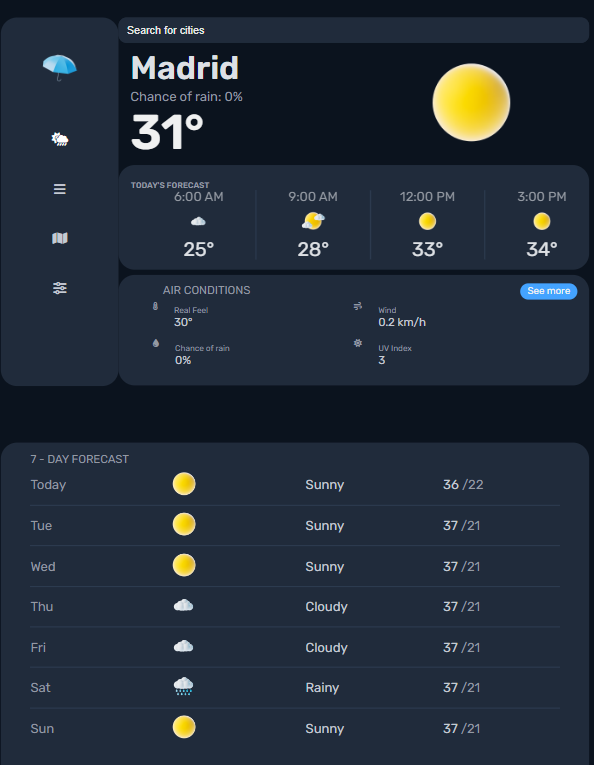 Search for cities
Madrid
Chance of rain: 0%
31°
TODAY'S FORECAST
6:00 AM 9:00 AM 12:00 PM 3:00 PM
25° 28° 33° 34°
AIR CONDITIONS See more
Real Feel Wind
30° 0.2 km/h
Chance of rain UV Index
0% 3
7 - DAY FORECAST
Today Sunny 36 /22
Tue Sunny 37 /21
Wed Sunny 37 /21
Thu Cloudy 37 /21
Fri Cloudy 37 /21
Sat Rainy 37 /21
Sun Sunny 37 /21